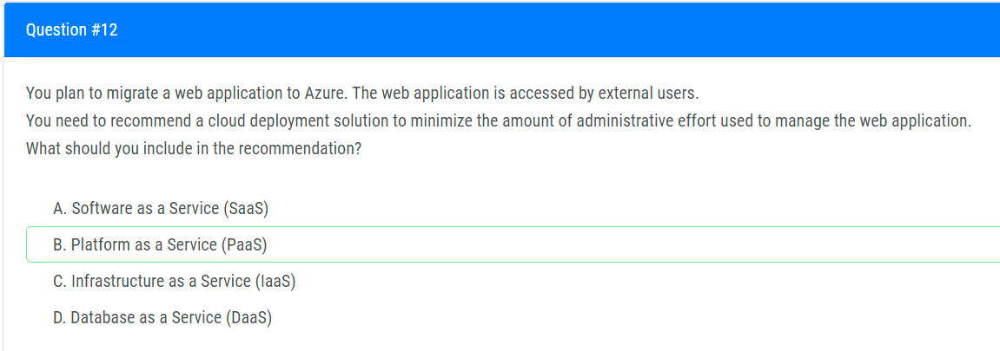 Question #12
You plan to migrate a web application to Azure. The web application is accessed by external users.
You need to recommend a cloud deployment solution to minimize the amount of administrative effort used to manage the web application.
What should you include in the recommendation?
A. Software as a Service (SaaS)
B. Platform as a Service (PaaS)
C. Infrastructure as a Service (IaaS)
D. Database as a Service (DaaS)